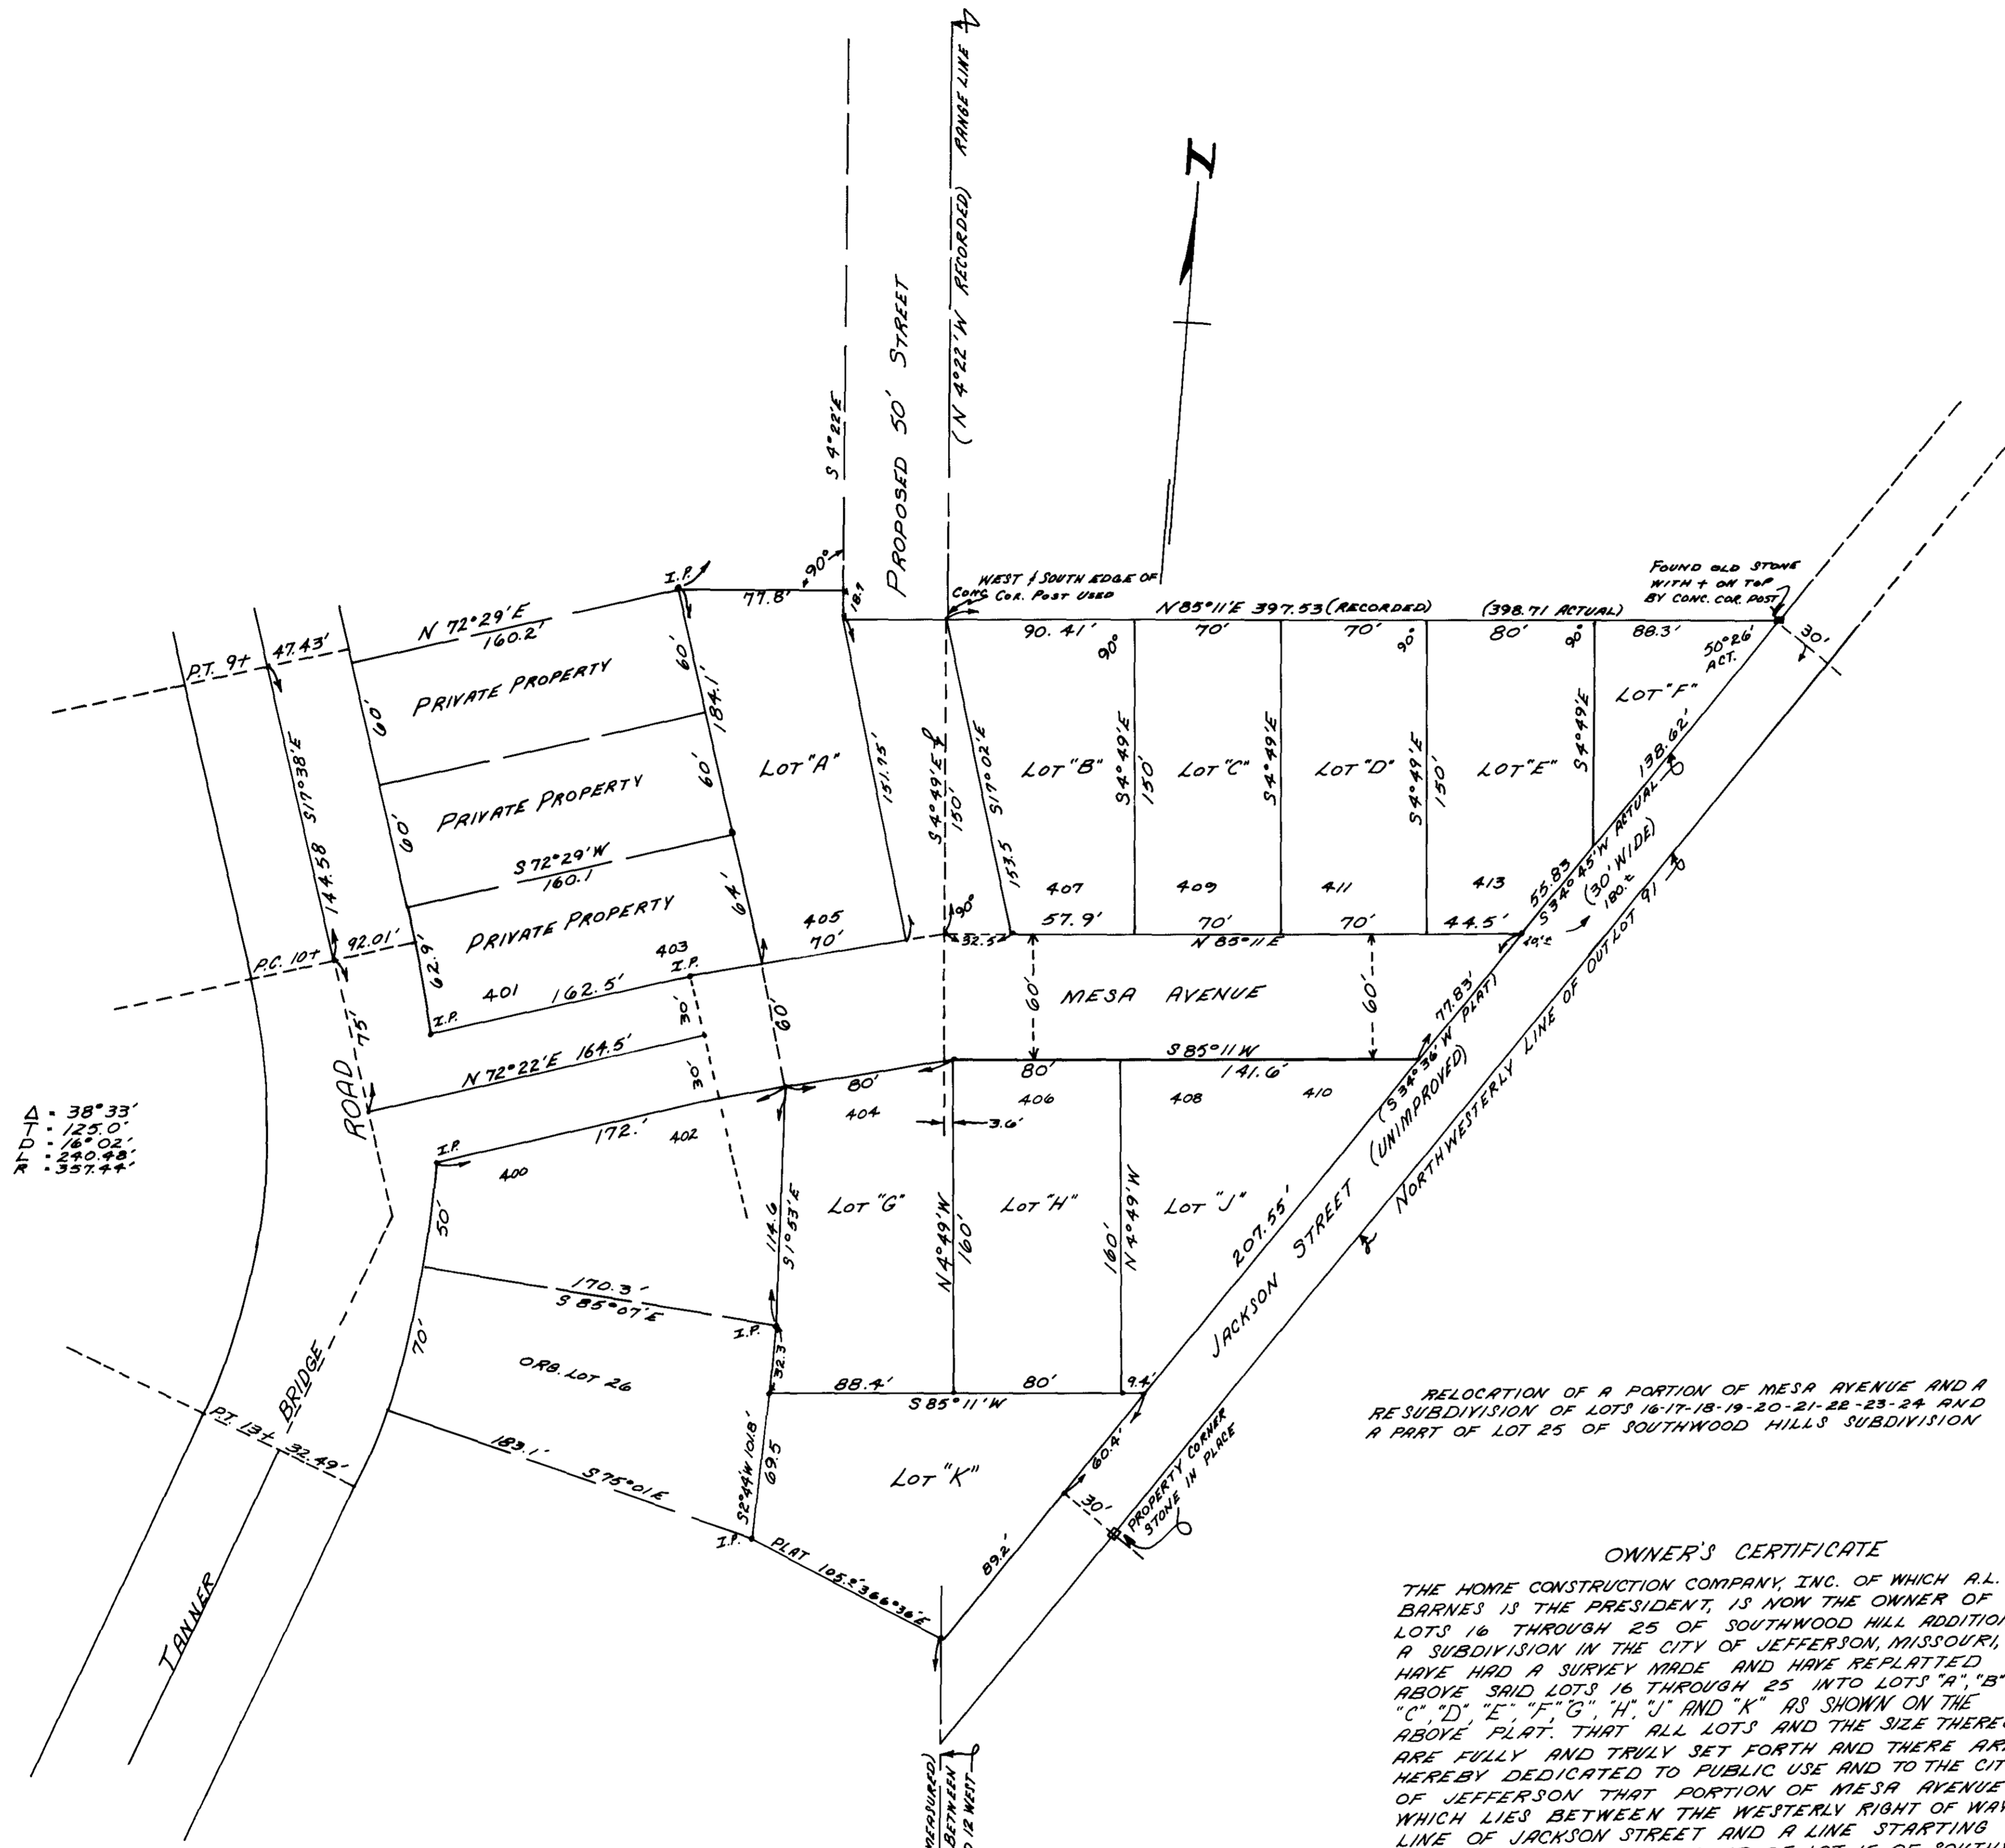 RANGE LINE
(N 4°22'W RECORDED)
N
PROPOSED 50' STREET
S 4°22'E
90°
I.P.
77.8'
18.9
WEST & SOUTH EDGE OF
CONC COR. POST USED
N 85°11'E 397.53 (RECORDED)
(398.71 ACTUAL)
FOUND OLD STONE
WITH + ON TOP
BY CONC. COR. POST
30'
90.41'
90°
70'
70'
90°
80'
90°
88.3'
50°26'
ACT.
P.T. 9+
47.43'
N 72°29'E
160.2'
PRIVATE PROPERTY
60'
60'
184.1'
60'
60'
64'
PRIVATE PROPERTY
S 72°29'W
160.1
PRIVATE PROPERTY
S17°38'E
144.58
P.C. 10+
92.01'
62.9'
LOT "A"
151.75'
S 4°49'E
150'
S17°02'E
153.5
LOT "B"
S4°49'E
150'
LOT "C"
S4°49'E
LOT "D"
S4°49'E
150'
LOT "E"
S4°49'E
LOT "F"
138.62'
S 34°45'W ACTUAL
55.83
(30' WIDE)
180.±
401
162.5'
403
I.P.
405
70'
90°
32.5'
407
57.9'
409
70'
411
70'
413
44.5'
N 85°11 E
I.P.
75'
ROAD
N 72°22'E 164.5'
30'
30'
60'
60'
MESA AVENUE
60'
77.83'
(S 34°36'W PLAT)
(UNIMPROVED)
NORTHWESTERLY LINE OF OUTLOT 91
S 85°11 W
80'
80'
141.6'
404
406
408
410
3.6'
Δ = 38°33'
T = 125.0'
D = 16°02'
L = 240.48'
R = 357.44'
I.P.
172.'
402
400
50'
114.6
S1°53'E
LOT "G"
N4°49'W
160'
LOT "H"
160'
N 4°49'W
LOT "J"
207.55'
JACKSON STREET
170.3'
S 85°07'E
I.P.
70'
ORG. LOT 26
32.3
88.4'
80'
9.4'
S 85°11'W
BRIDGE
P.T. 13+
32.49'
183.1'
S 75°01E
S2°44W 101.8'
69.5
LOT "K"
60.4'
30'
PROPERTY CORNER
STONE IN PLACE
I.P.
PLAT
89.2'
TANNER
RELOCATION OF A PORTION OF MESA AVENUE AND A
RESUBDIVISION OF LOTS 16-17-18-19-20-21-22-23-24 AND
A PART OF LOT 25 OF SOUTHWOOD HILLS SUBDIVISION
OWNER'S CERTIFICATE
THE HOME CONSTRUCTION COMPANY, INC. OF WHICH A.L.
BARNES IS THE PRESIDENT, IS NOW THE OWNER OF
LOTS 16 THROUGH 25 OF SOUTHWOOD HILL ADDITION
A SUBDIVISION IN THE CITY OF JEFFERSON, MISSOURI,
HAVE HAD A SURVEY MADE AND HAVE REPLATTED
ABOVE SAID LOTS 16 THROUGH 25 INTO LOTS "A", "B"
"C", "D", "E", "F", "G", "H", "J" AND "K" AS SHOWN ON THE
ABOVE PLAT. THAT ALL LOTS AND THE SIZE
ARE FULLY AND TRULY SET FORTH AND THERE
HEREBY DEDICATED TO PUBLIC USE AND TO THE
OF JEFFERSON THAT PORTION OF MESA AVENUE
WHICH LIES BETWEEN THE WESTERLY RIGHT OF WAY
LINE OF JACKSON STREET AND A LINE STARTING
MEASURED)
BETWEEN
12 WEST